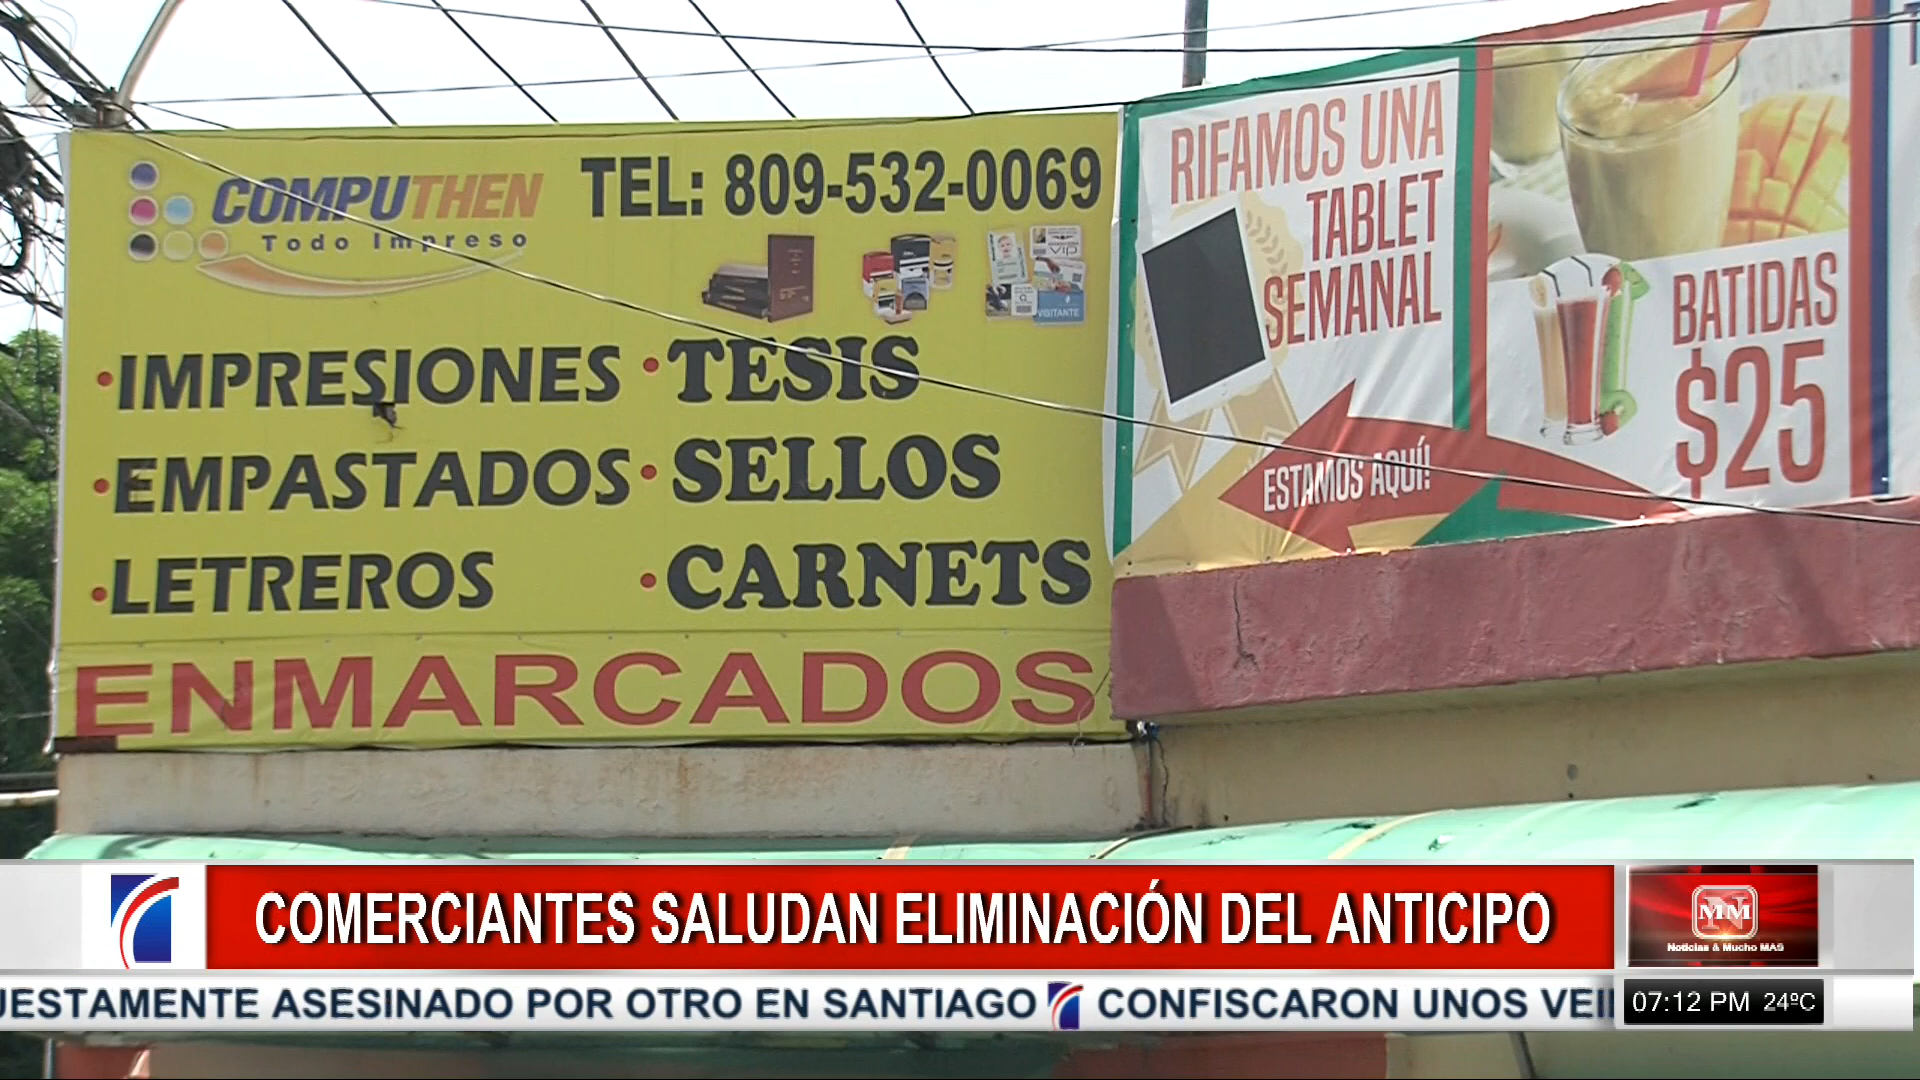 COMPUTHEN
Todo Impreso
TEL: 809-532-0069
VIP
VISITANTE
•IMPRESIONES •TESIS
•EMPASTADOS •SELLOS
•LETREROS •CARNETS
ENMARCADOS
RIFAMOS UNA
TABLET
SEMANAL
ESTAMOS AQUÍ!
BATIDAS
$25
COMERCIANTES SALUDAN ELIMINACIÓN DEL ANTICIPO
N
MM
Noticias & Mucho MAS
UESTAMENTE ASESINADO POR OTRO EN SANTIAGO CONFISCARON UNOS VEI
07:12 PM 24ºC